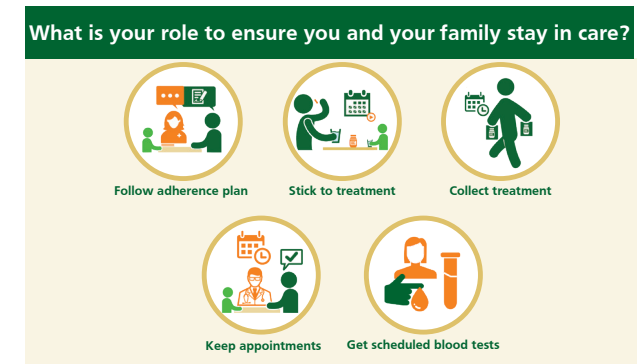 What is your role to ensure you and your family stay in care?
Follow adherence plan
Stick to treatment
Collect treatment
Keep appointments
Get scheduled blood tests